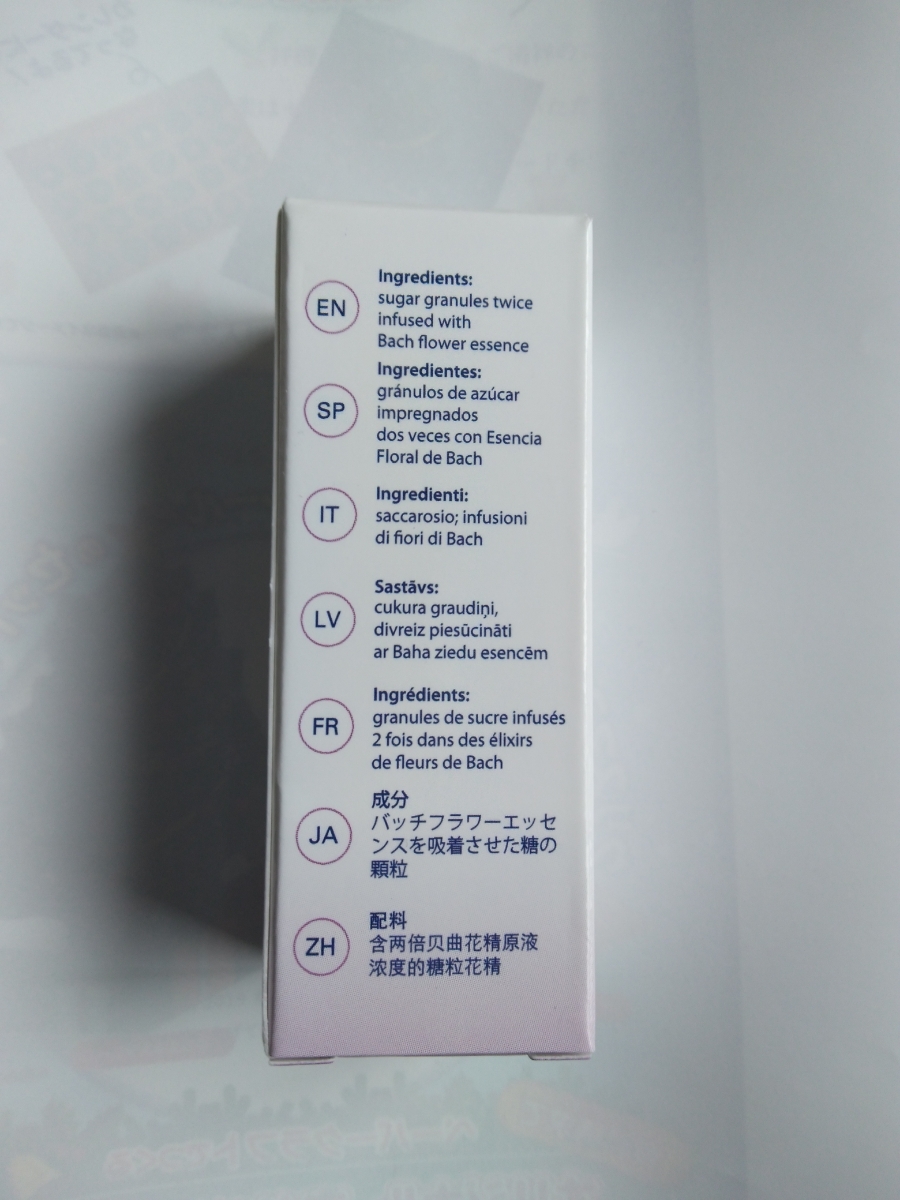 EN
Ingredients:
sugar granules twice
infused with
Bach flower essence
SP
Ingredientes:
gránulos de azúcar
impregnados
dos veces con Esencia
Floral de Bach
IT
Ingredienti:
saccarosio; infusioni
di fiori di Bach
LV
Sastāvs:
cukura graudiņi,
divreiz piesūcināti
ar Baha ziedu esencēm
FR
Ingrédients:
granules de sucre infusés
2 fois dans des élixirs
de fleurs de Bach
JA
成分
バッチフラワーエッセ
ンスを吸着させた糖の
顆粒
ZH
配料
含两倍贝曲花精原液
浓度的糖粒花精